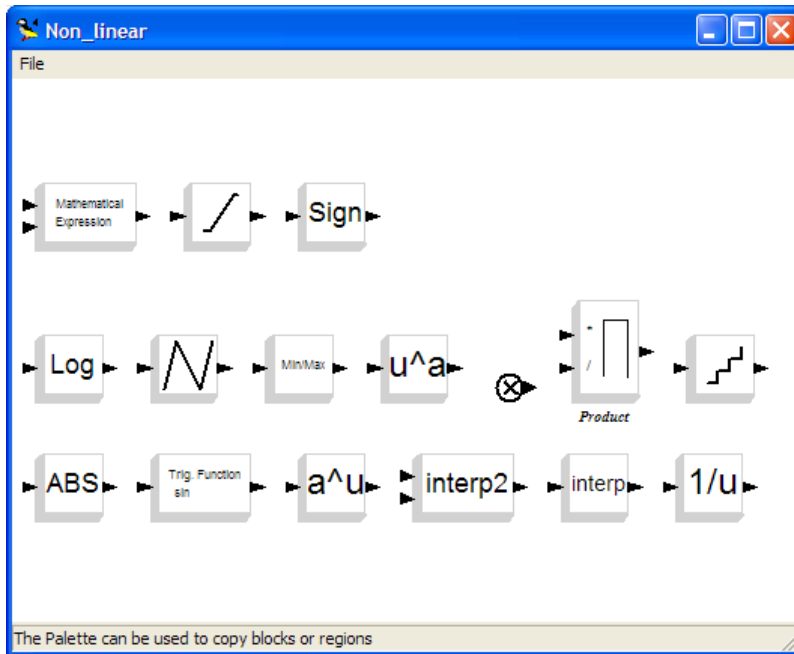 Non_linear
File
Mathematical
Expression
Sign
Log
Min/Max
u^a
*
/
Product
ABS
Trig. Function
sin
a^u
interp2
interp
1/u
The Palette can be used to copy blocks or regions